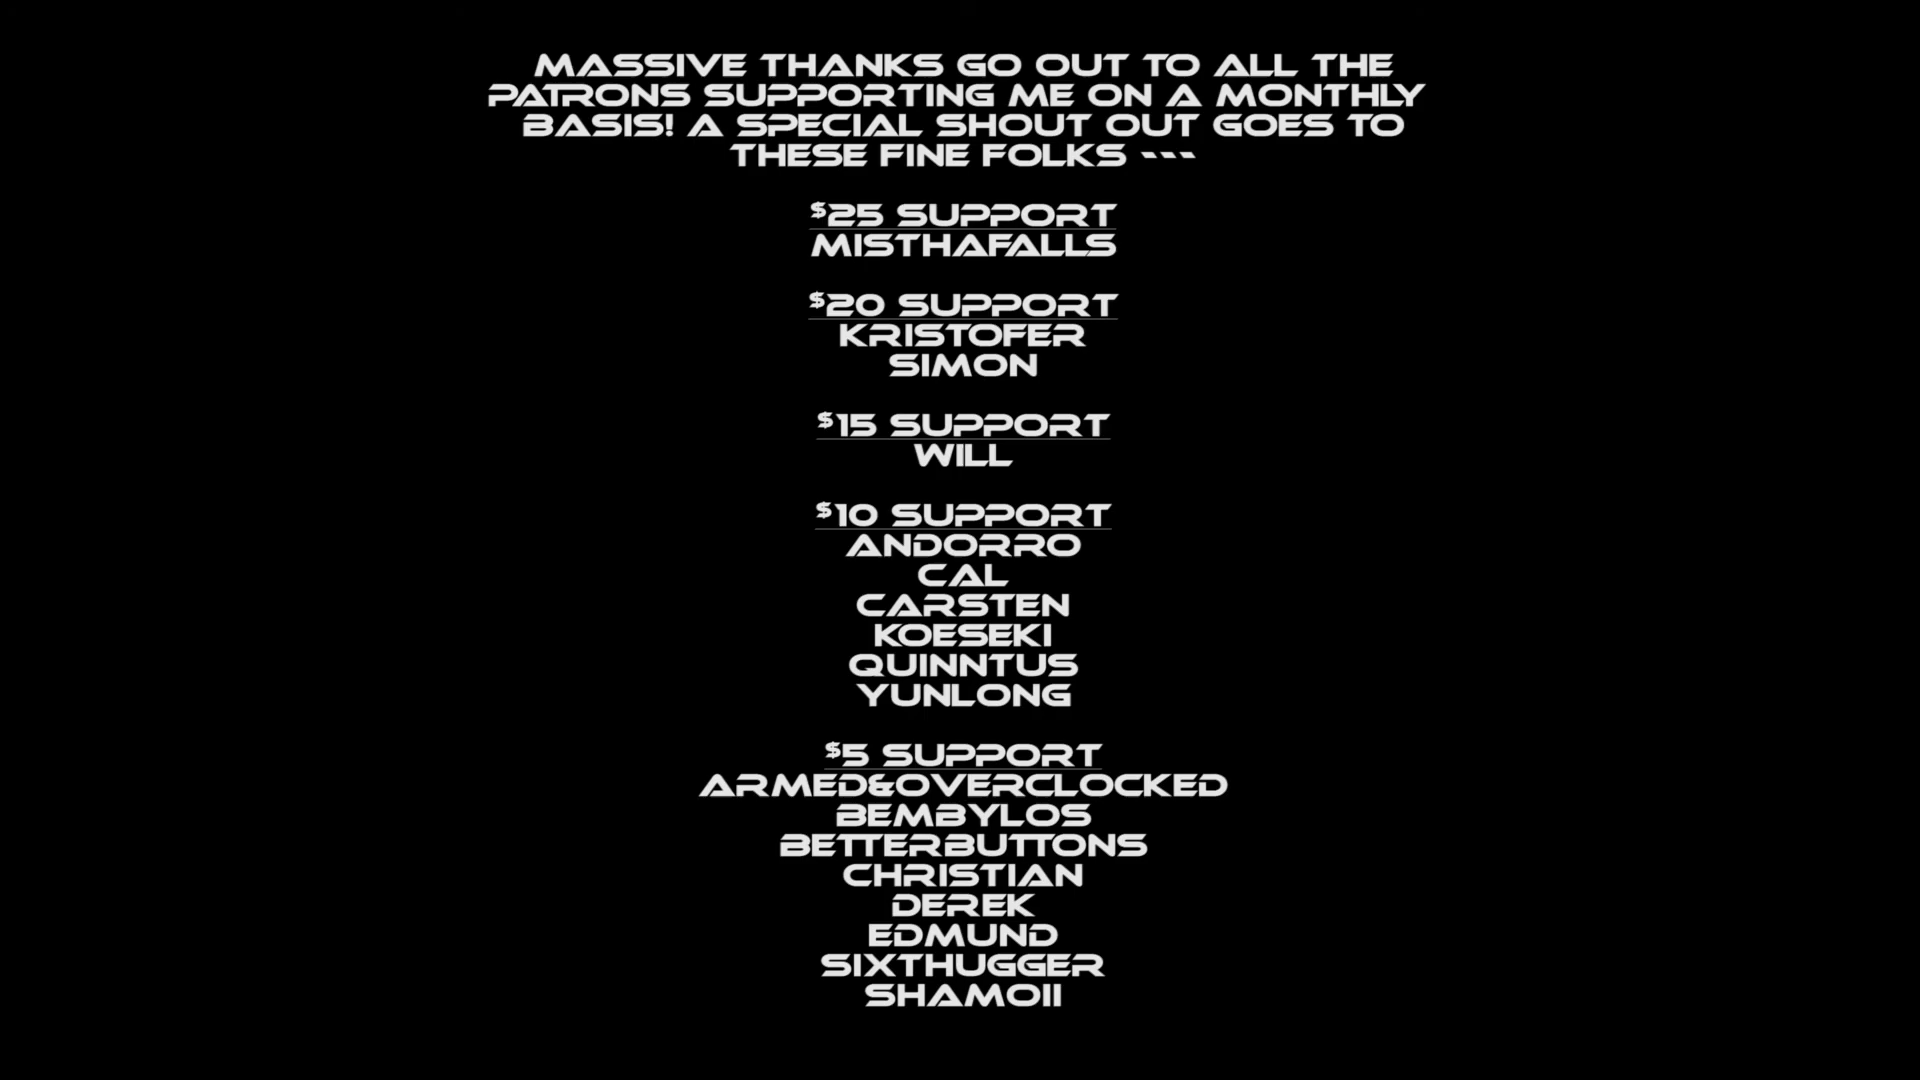 MASSIVE THANKS GO OUT TO ALL THE
PATRONS SUPPORTING ME ON A MONTHLY
BASIS! A SPECIAL SHOUT OUT GOES TO
THESE FINE FOLKS ---
$25 SUPPORT
MISTHAFALLS
$20 SUPPORT
KRISTOFER
SIMON
$15 SUPPORT
WILL
$10 SUPPORT
ANDORRO
CAL
CARSTEN
KOESEKI
QUINNTUS
YUNLONG
$5 SUPPORT
ARMED&OVERCLOCKED
BEMBYLOS
BETTERBUTTONS
CHRISTIAN
DEREK
EDMUND
SIXTHUGGER
SHAMOII